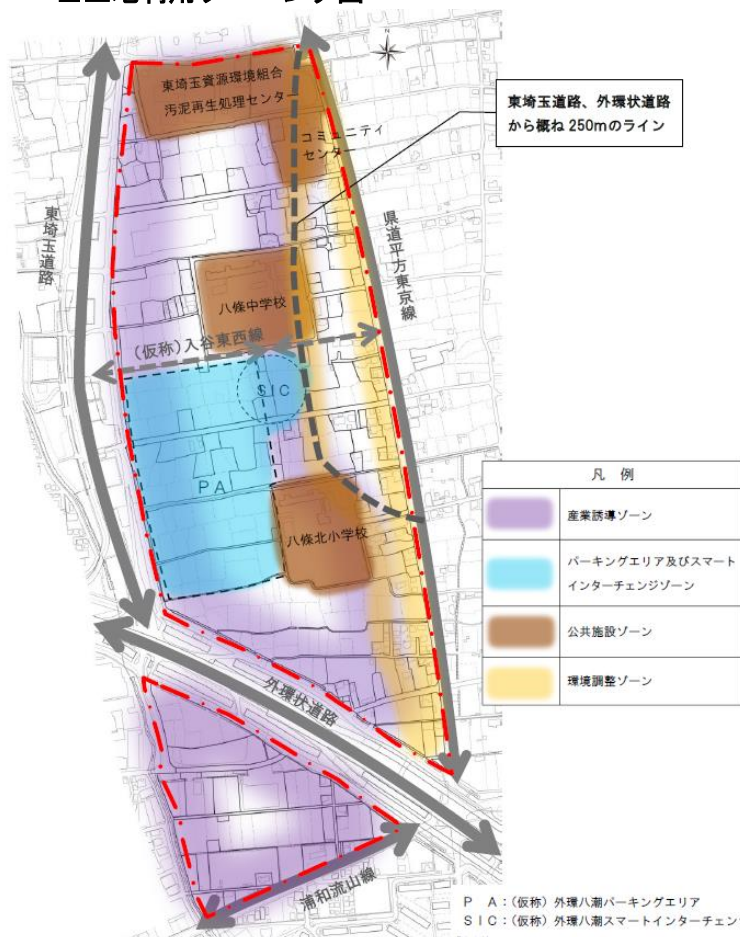 東埼玉資源環境組合
汚泥再生処理センター
コミュニティ
センター
東埼玉道路、外環状道路
から概ね 250mのライン
東埼玉道路
県道平方東京線
八條中学校
(仮称)入谷東西線
SIC
PA
八條北小学校
外環状道路
浦和流山線
凡 例
産業誘導ゾーン
パーキングエリア及びスマート
インターチェンジゾーン
公共施設ゾーン
環境調整ゾーン
P A：(仮称) 外環八潮パーキングエリア
SIC：(仮称) 外環八潮スマートインターチェン